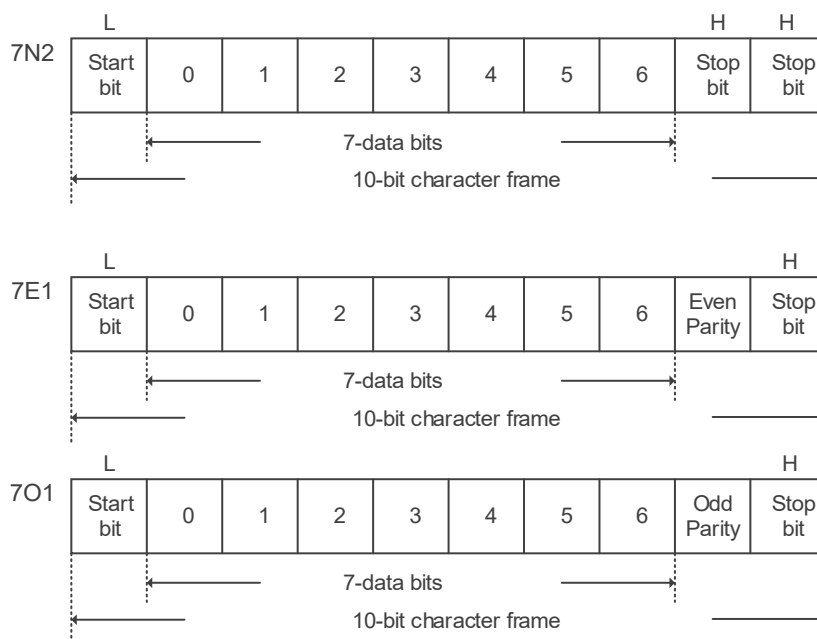 L H H
7N2 Start bit 0 1 2 3 4 5 6 Stop bit Stop bit
7-data bits
10-bit character frame
L H
7E1 Start bit 0 1 2 3 4 5 6 Even Parity Stop bit
7-data bits
10-bit character frame
L H
7O1 Start bit 0 1 2 3 4 5 6 Odd Parity Stop bit
7-data bits
10-bit character frame